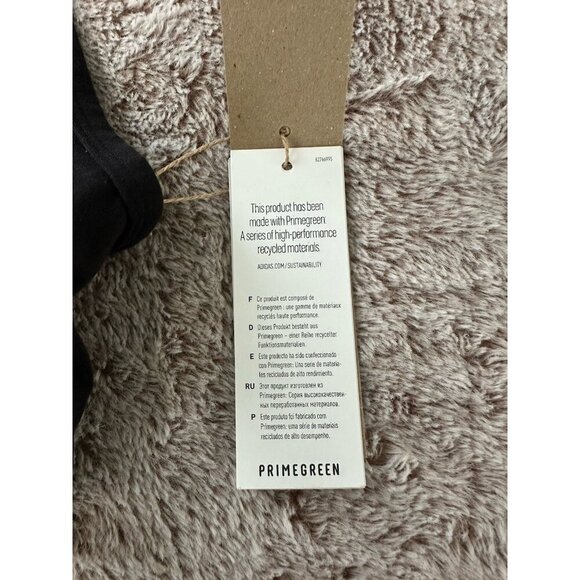 62766995
This product has been
made with Primegreen:
A series of high-performance
recycled materials.
ADIDAS.COM/SUSTAINABILITY
F Ce produit est composé de
Primegreen : une gamme de matériaux
recyclés haute performance.
D Dieses Produkt besteht aus
Primegreen – einer Reihe recycelter
Funktionsmaterialien.
E Este producto ha sido confeccionado
con Primegreen: Una serie de materia-
les reciclados de alto rendimiento.
RU Этот продукт изготовлен из
Primegreen: Серия высококачествен-
ных переработанных материалов.
P Este produto foi fabricado com
Primegreen: uma série de materiais
reciclados de alto desempenho.
PRIMEGREEN